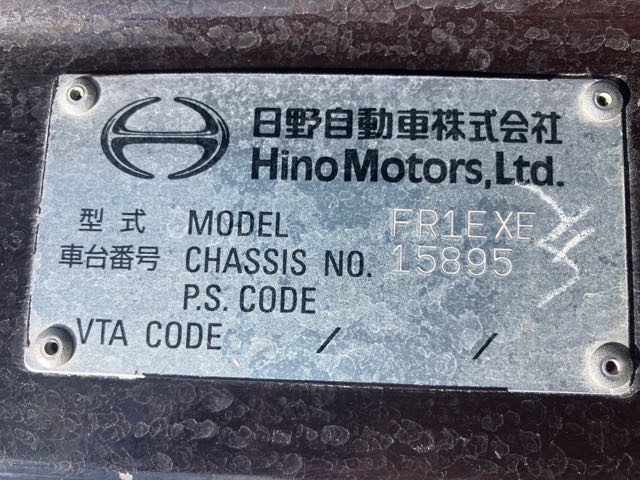 日野自動車株式会社
Hino Motors, Ltd.
型式 MODEL FR1EXE
車台番号 CHASSIS NO. 15895
P.S. CODE
VTA CODE / /